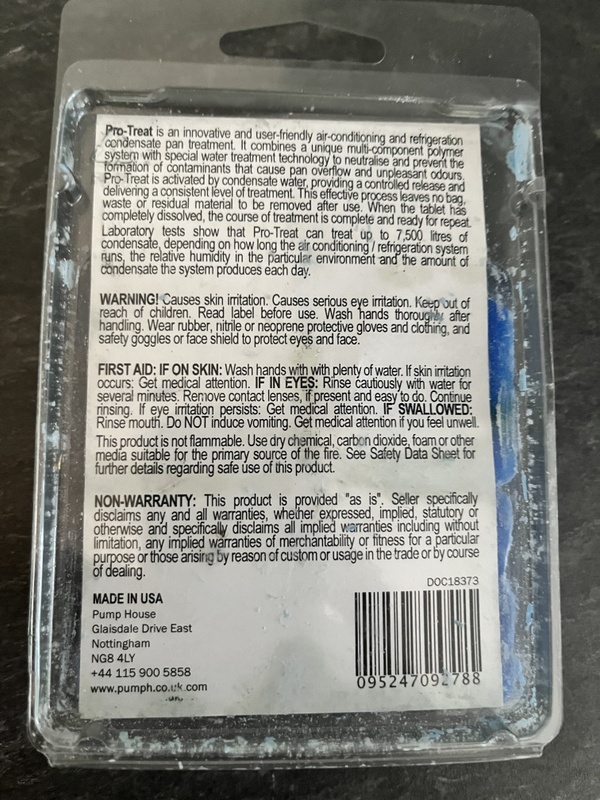 Pro-Treat is an innovative and user-friendly air-conditioning and refrigeration
condensate pan treatment. It combines a unique multi-component polymer
system with special water treatment technology to neutralise and prevent the
formation of contaminants that cause pan overflow and unpleasant odours.
Pro-Treat is activated by condensate water, providing a controlled release and
delivering a consistent level of treatment. This effective process leaves no bag,
waste or residual material to be removed after use. When the tablet has
completely dissolved, the course of treatment is complete and ready for repeat.
Laboratory tests show that Pro-Treat can treat up to 7,500 litres of
condensate, depending on how long the air conditioning / refrigeration system
runs, the relative humidity in the particular environment and the amount of
condensate the system produces each day.
WARNING! Causes skin irritation. Causes serious eye irritation. Keep out of
reach of children. Read label before use. Wash hands thoroughly after
handling. Wear rubber, nitrile or neoprene protective gloves and clothing, and
safety goggles or face shield to protect eyes and face.
FIRST AID: IF ON SKIN: Wash hands with with plenty of water. If skin irritation
occurs: Get medical attention. IF IN EYES: Rinse cautiously with water for
several minutes. Remove contact lenses, if present and easy to do. Continue
rinsing. If eye irritation persists: Get medical attention. IF SWALLOWED:
Rinse mouth. Do NOT induce vomiting. Get medical attention if you feel unwell.
This product is not flammable. Use dry chemical, carbon dioxide, foam or other
media suitable for the primary source of the fire. See Safety Data Sheet for
further details regarding safe use of this product.
NON-WARRANTY: This product is provided "as is". Seller specifically
disclaims any and all warranties, whether expressed, implied, statutory or
otherwise and specifically disclaims all implied warranties including without
limitation, any implied warranties of merchantability or fitness for a particular
purpose or those arising by reason of custom or usage in the trade or by course
of dealing.
DOC18373
MADE IN USA
Pump House
Glaisdale Drive East
Nottingham
NG8 4LY
+44 115 900 5858
www.pumph.co.uk.com
095247092788